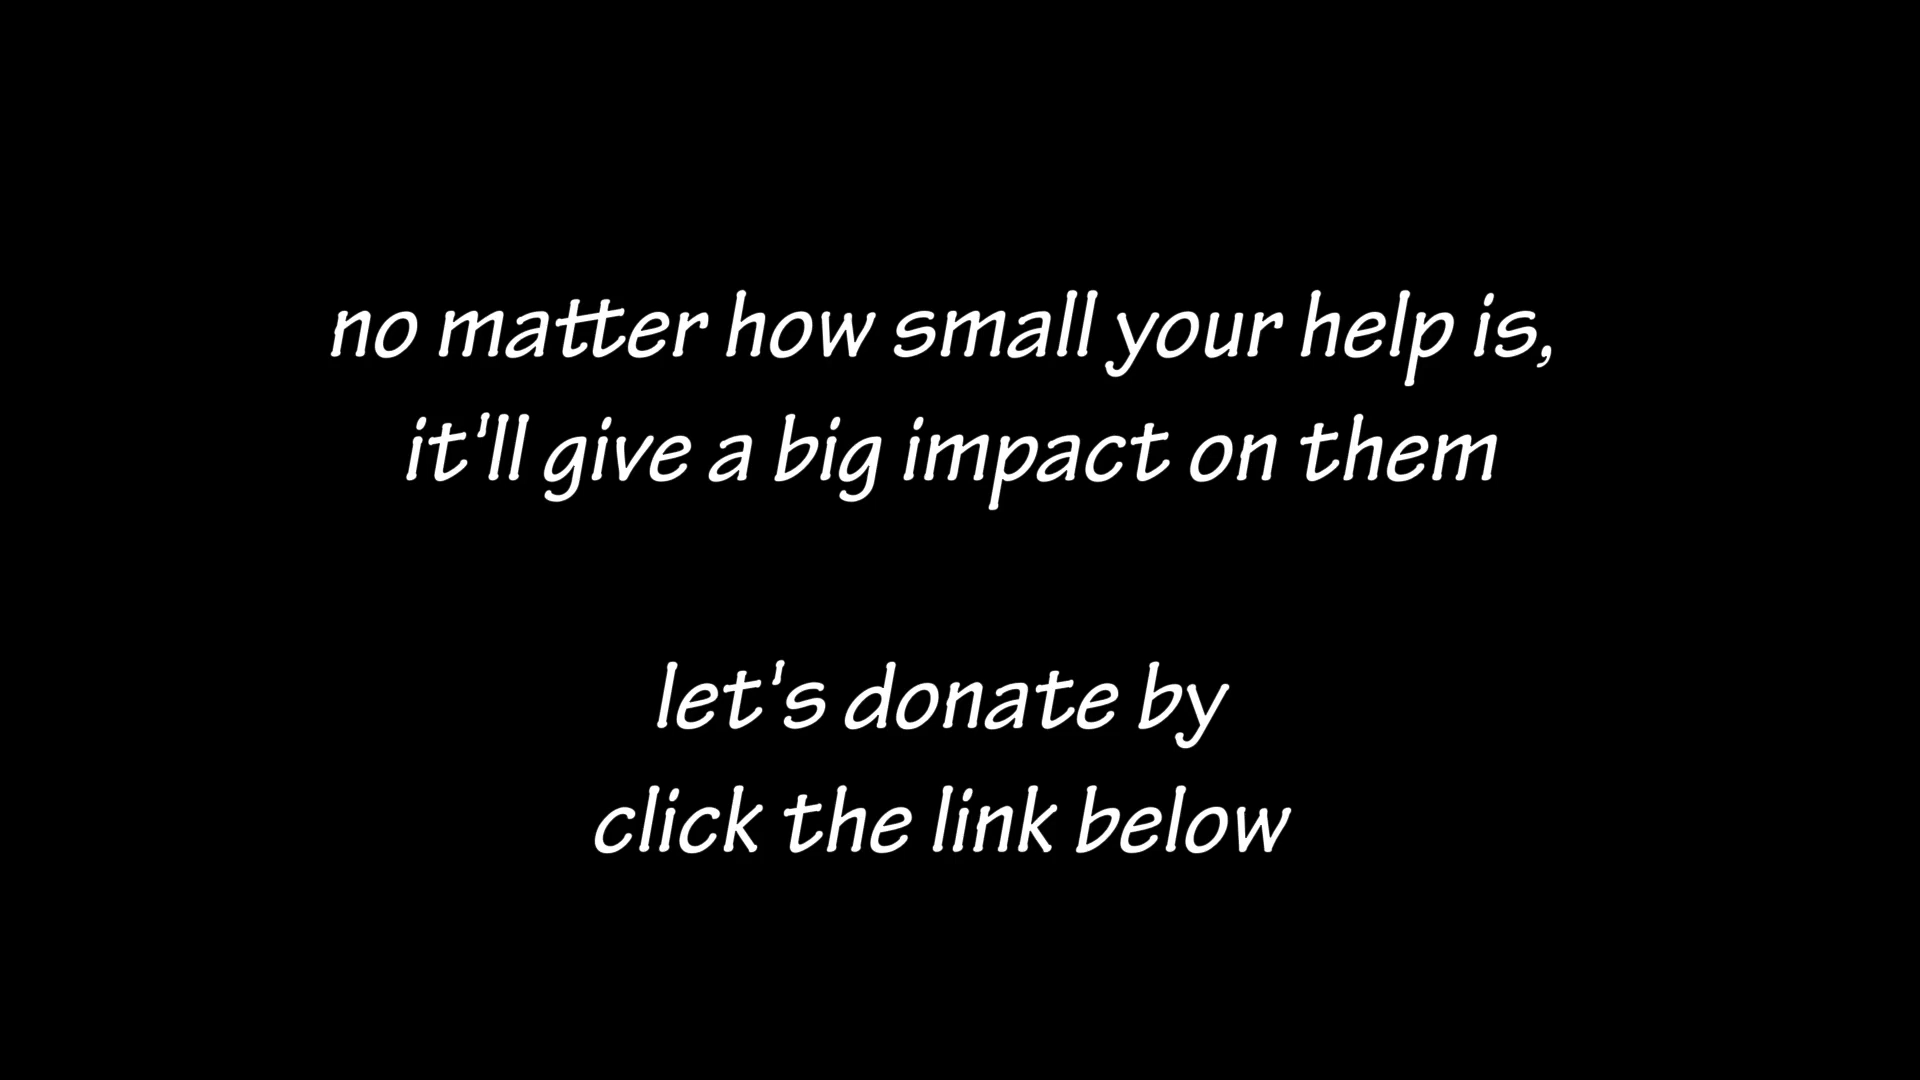 no matter how small your help is,
it'll give a big impact on them
let's donate by
click the link below